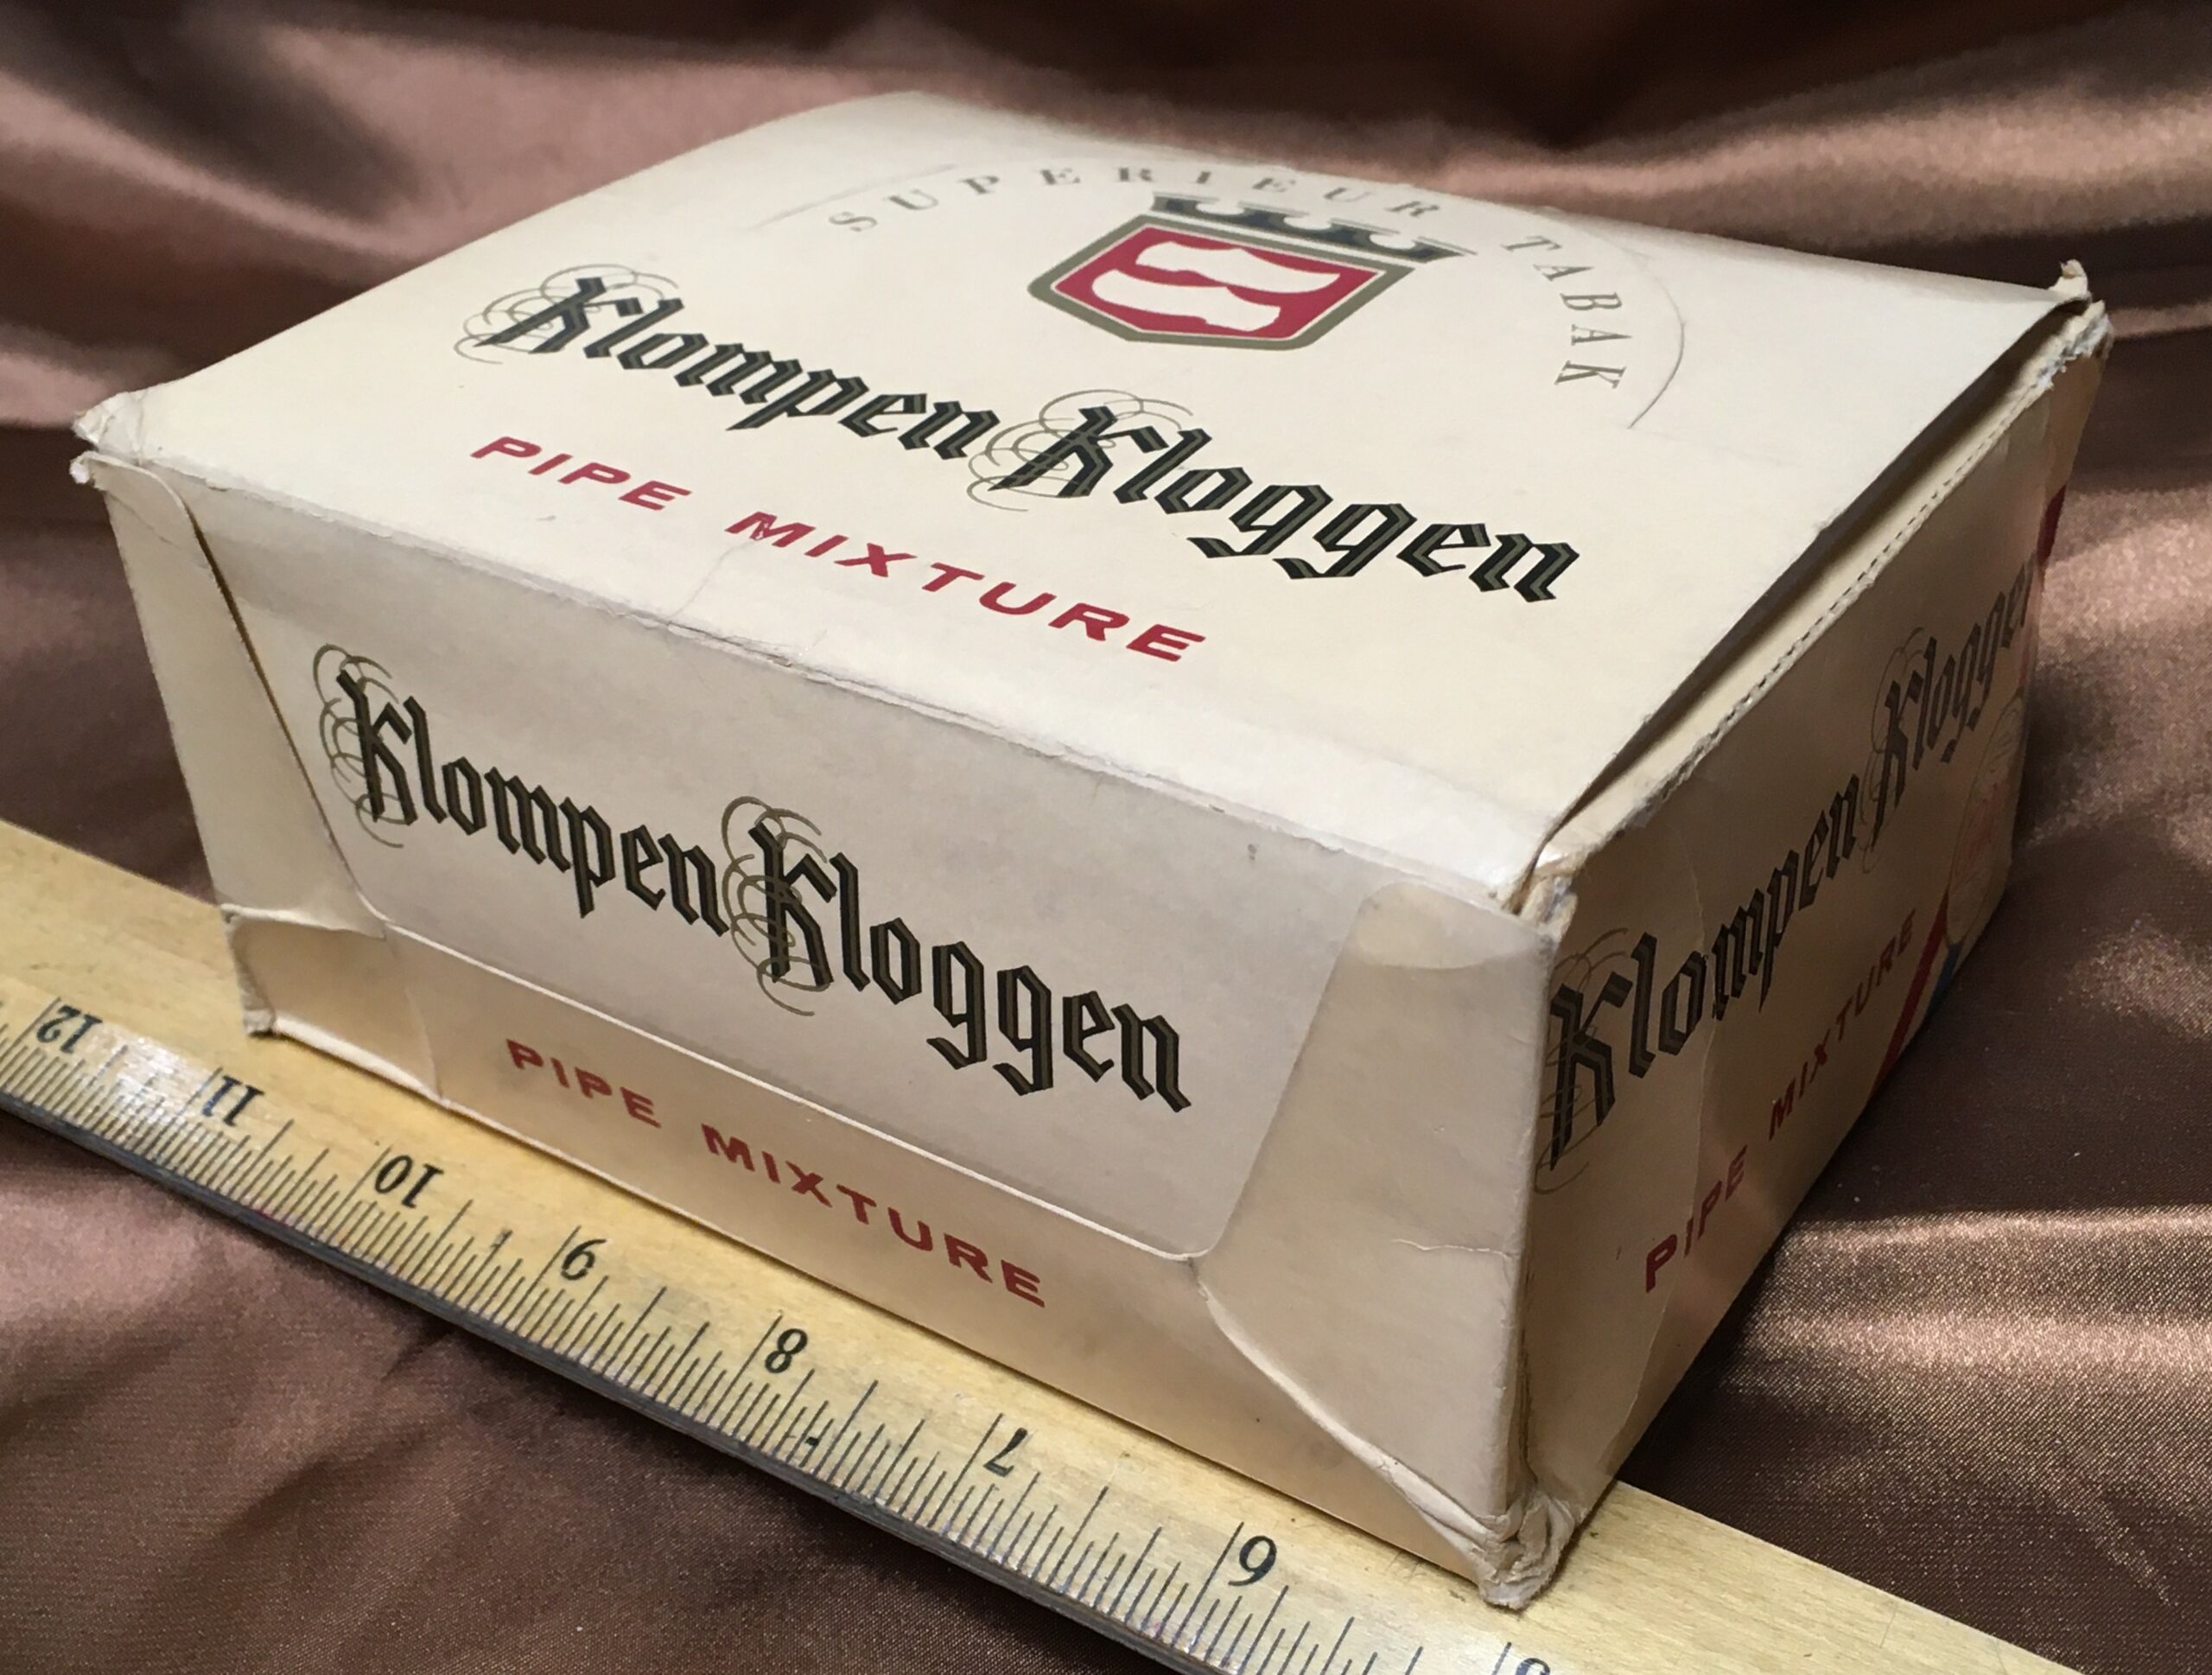 SUPERIEUR TABAK
Klompen Kloggen
PIPE MIXTURE
Klompen Kloggen
PIPE MIXTURE
Klompen Kloggen
PIPE MIXTURE
12 11 10 9 8 7 6